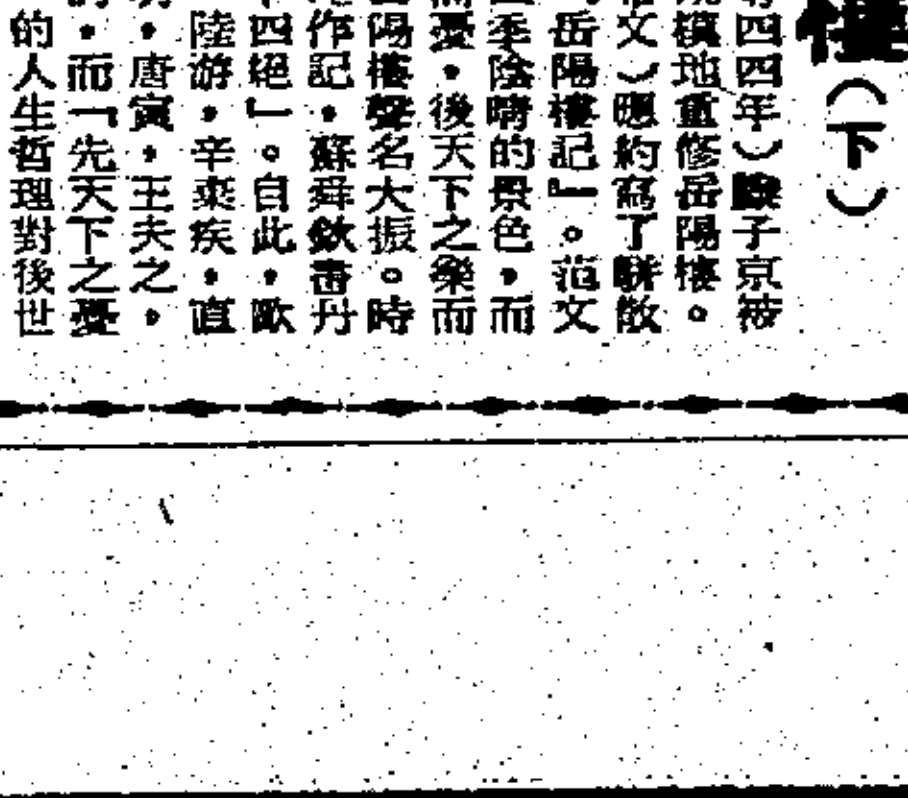 樓（下）
四四年）滕子京被
規模地重修岳陽樓。
文）應約寫了駢散
岳陽樓記』。范文
季陰晴的景色，而
憂，後天下之樂而
陽樓聲名大振。時
作記，蘇舜欽書丹
四絕」。自此，歐
陸游，辛棄疾，直
，唐寅，王夫之，
，而「先天下之憂
的人生哲理對後世